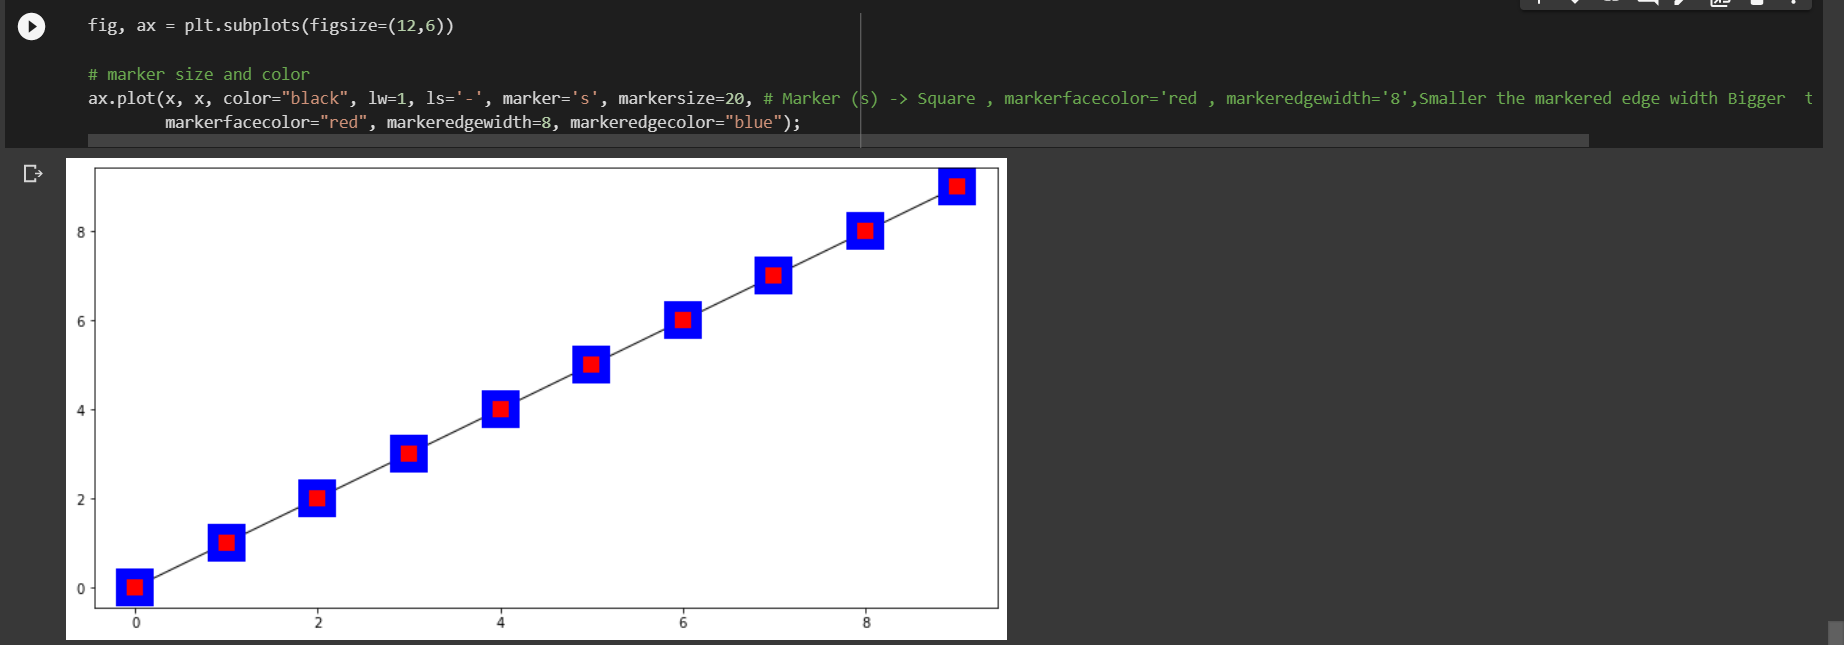 fig, ax = plt.subplots(figsize=(12,6))
# marker size and color
ax.plot(x, x, color="black", lw=1, ls='-', marker='s', markersize=20, # Marker (s) -> Square , markerfacecolor='red , markeredgewidth='8',Smaller the markered edge width Bigger  t
        markerfacecolor="red", markeredgewidth=8, markeredgecolor="blue");
8
6
4
2
0
0 2 4 6 8